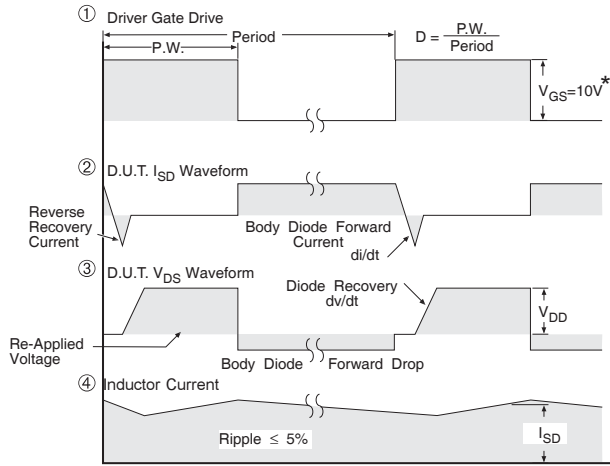 ① Driver Gate Drive
P.W.
Period
D = P.W.
Period
VGS=10V*
② D.U.T. ISD Waveform
Reverse
Recovery
Current
Body Diode Forward
Current
di/dt
③ D.U.T. VDS Waveform
Diode Recovery
dv/dt
VDD
Re-Applied
Voltage
Body Diode Forward Drop
④ Inductor Current
Ripple ≤ 5%
ISD